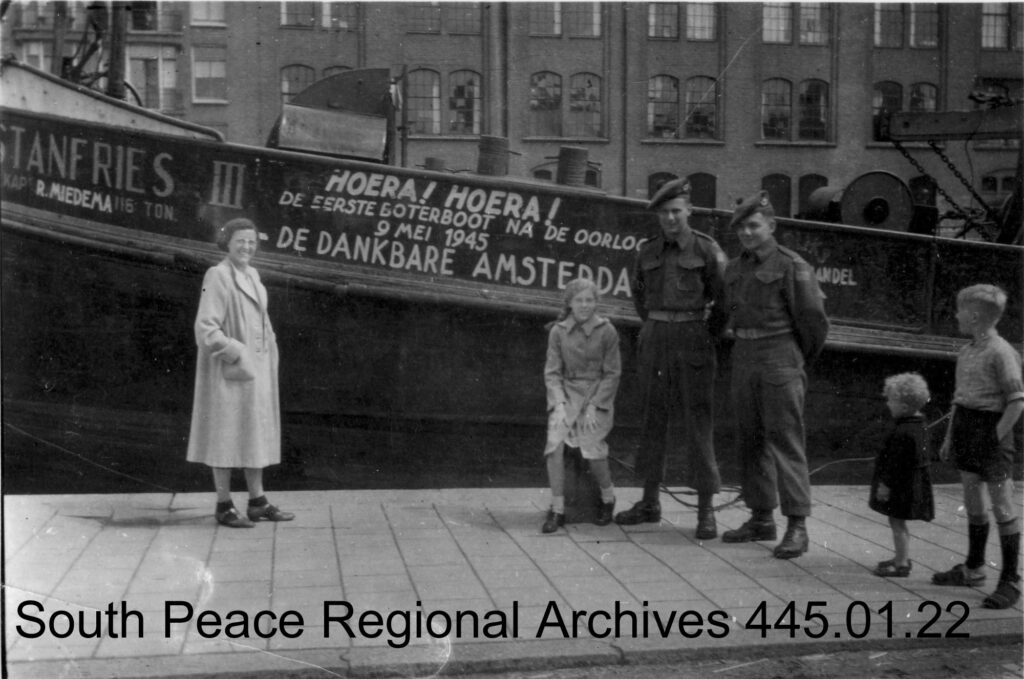 STANFRIES III
KAP. R. MIEDEMA 115 TON.
HOERA! HOERA!
DE EERSTE BOTERBOOT NA DE OORLOG
9 MEI 1945
- DE DANKBARE AMSTERDA
ANDEL
South Peace Regional Archives 445.01.22